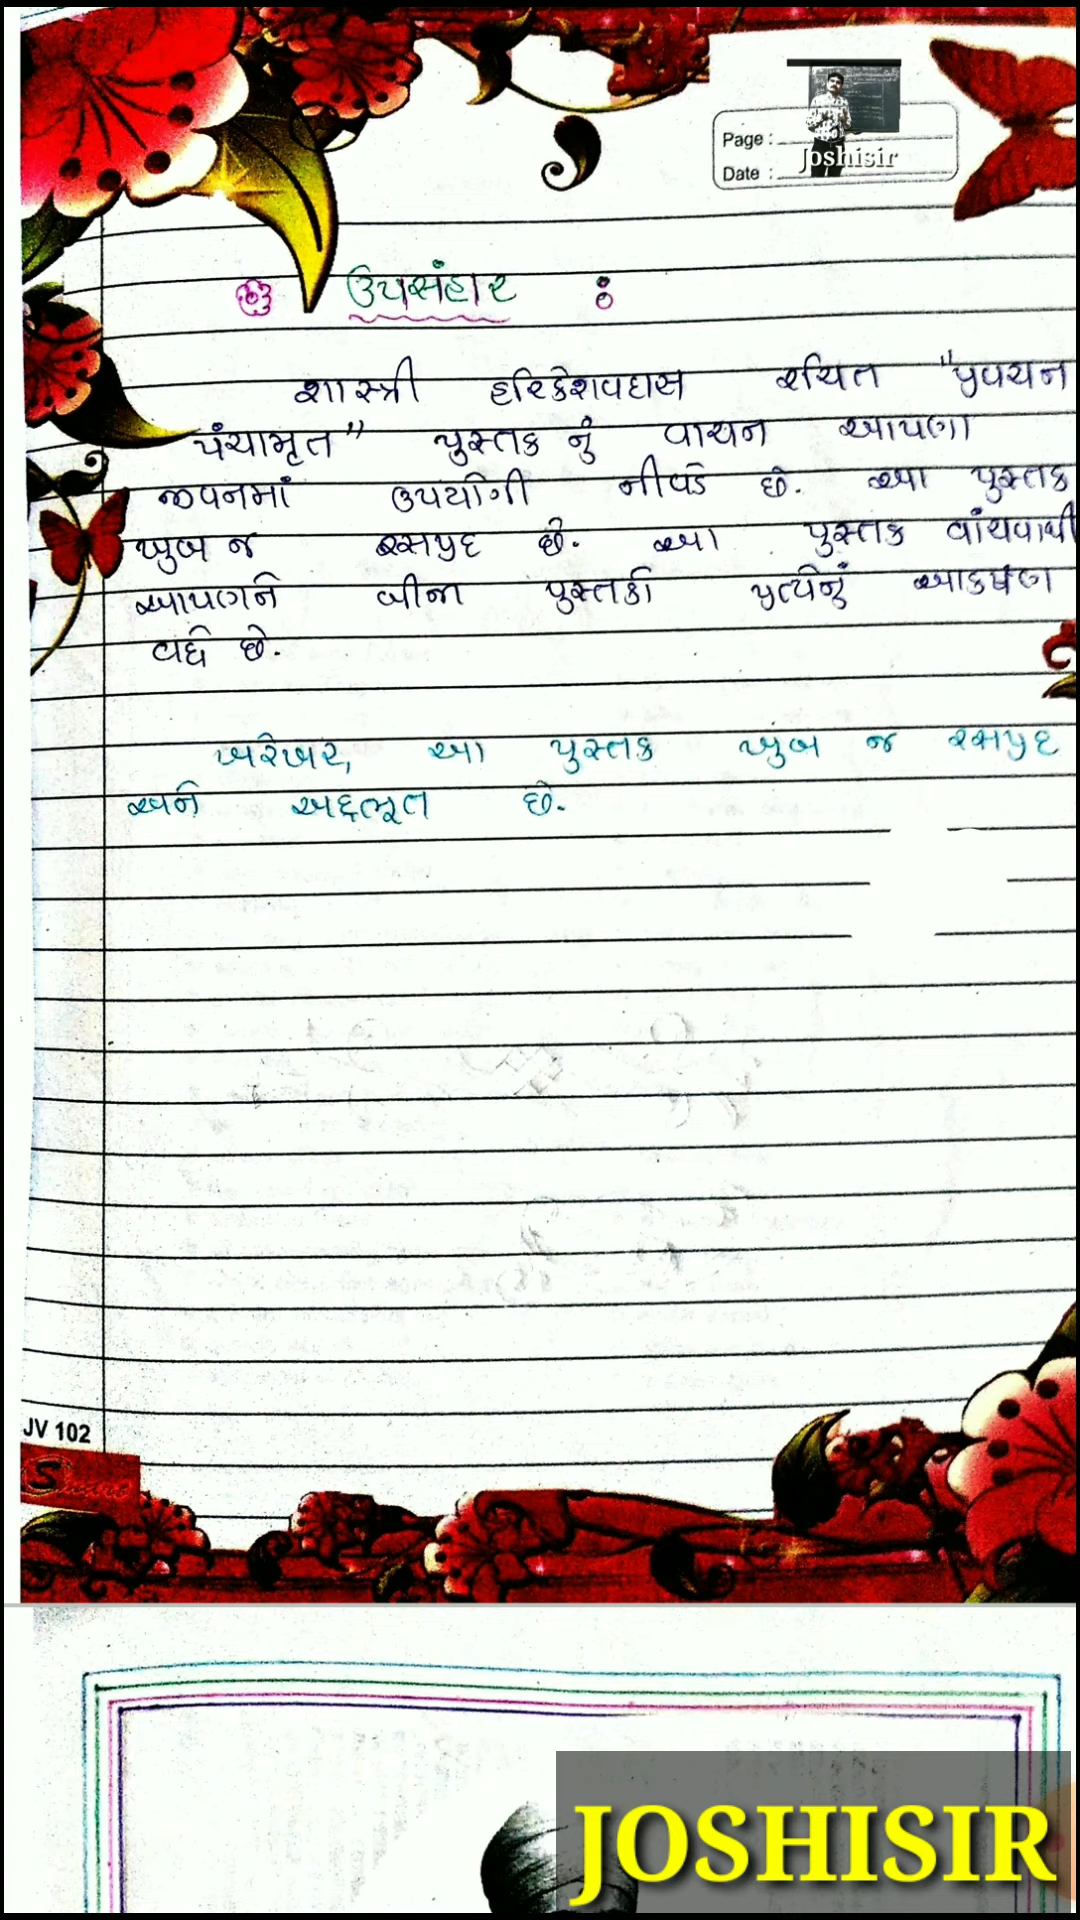 Page :
Joshisir
Date :
ઉપસંહાર :
શાસ્ત્રી હરિકેશવદાસ રચિત "પ્રવચન
પંચામૃત" પુસ્તક નું વાચન આપણા
જીવનમાં ઉપયોગી નીવડે છે. આ પુસ્તક
ખુબ જ રસપ્રદ છે. આ પુસ્તક વાંચવાથી
આપણને બીજા પુસ્તકો પ્રત્યેનું આકર્ષણ
વધે છે.
ખરેખર, આ પુસ્તક ખુબ જ રસપ્રદ
અને અદ્દભૂત છે.
JV 102
JOSHISIR